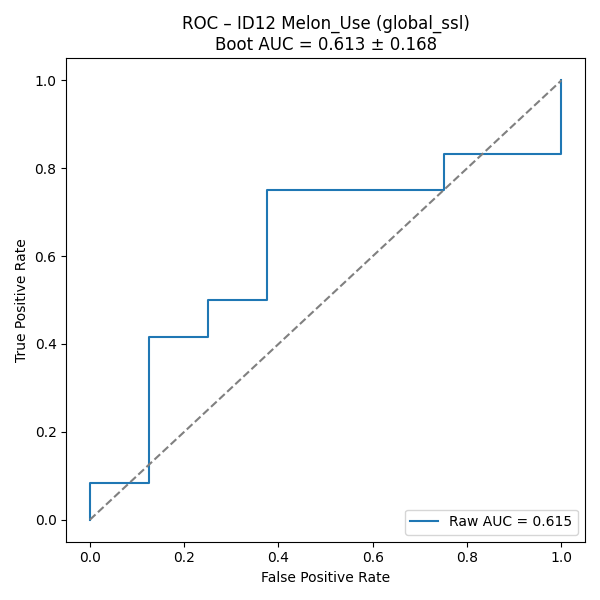 ROC – ID12 Melon_Use (global_ssl)
Boot AUC = 0.613 ± 0.168
True Positive Rate
1.0
0.8
0.6
0.4
0.2
0.0
Raw AUC = 0.615
0.0 0.2 0.4 0.6 0.8 1.0
False Positive Rate